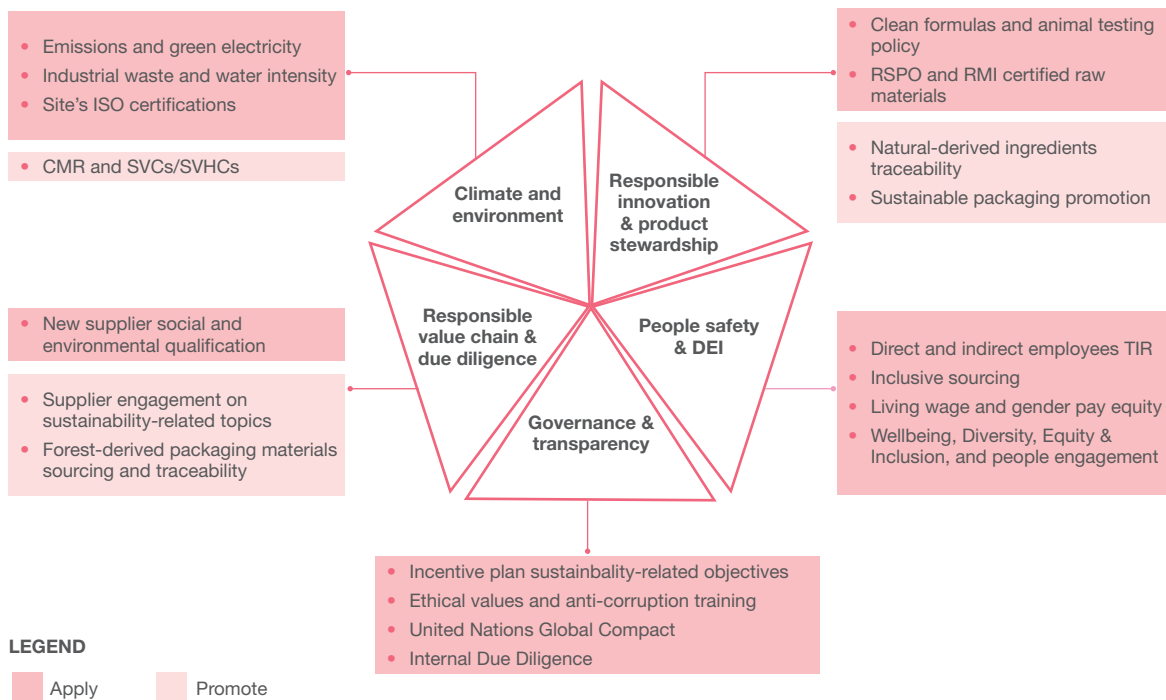 Emissions and green electricity
Industrial waste and water intensity
Site's ISO certifications
CMR and SVCs/SVHCs
Clean formulas and animal testing
policy
RSPO and RMI certified raw
materials
Natural-derived ingredients
traceability
Sustainable packaging promotion
Climate and
environment
Responsible
innovation
& product
stewardship
Responsible
value chain &
due diligence
People safety
& DEI
Governance &
transparency
New supplier social and
environmental qualification
Supplier engagement on
sustainability-related topics
Forest-derived packaging materials
sourcing and traceability
Direct and indirect employees TIR
Inclusive sourcing
Living wage and gender pay equity
Wellbeing, Diversity, Equity &
Inclusion, and people engagement
Incentive plan sustainbality-related objectives
Ethical values and anti-corruption training
United Nations Global Compact
Internal Due Diligence
LEGEND
Apply
Promote